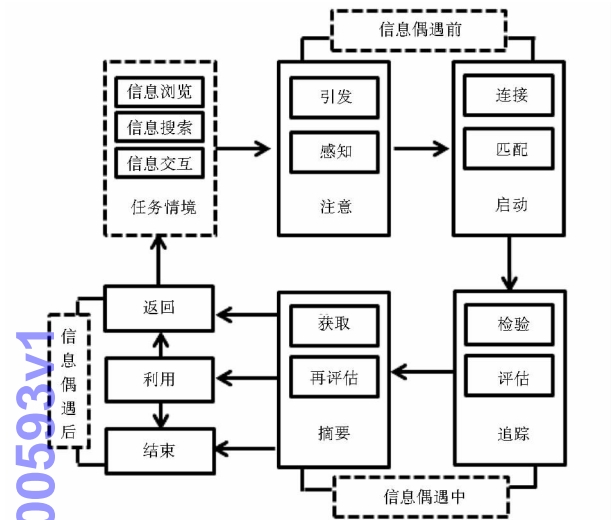 信息偶遇前
信息浏览
信息搜索
信息交互
任务情境
引发
感知
注意
连接
匹配
启动
返回
利用
结束
信息偶遇后
获取
再评估
摘要
检验
评估
追踪
信息偶遇中
00593v1